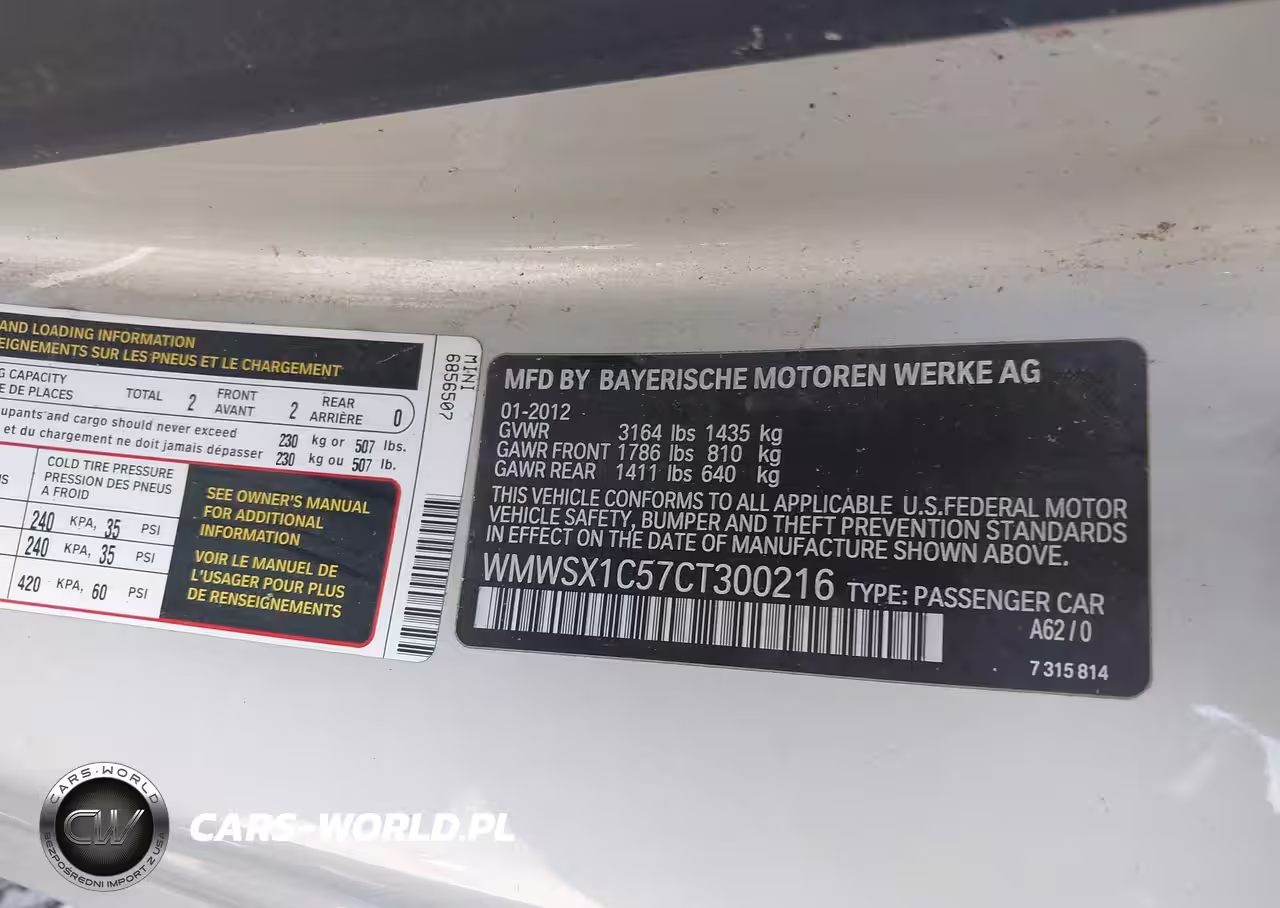 AND LOADING INFORMATION
EIGNEMENTS SUR LES PNEUS ET LE CHARGEMENT
G CAPACITY
E DE PLACES
TOTAL 2
FRONT
AVANT 2
REAR
ARRIÈRE 0
upants and cargo should never exceed 230 kg or 507 lbs.
et du chargement ne doit jamais dépasser 230 kg ou 507 lb.
COLD TIRE PRESSURE
PRESSION DES PNEUS
A FROID
240 KPA, 35 PSI
240 KPA, 35 PSI
420 KPA, 60 PSI
SEE OWNER'S MANUAL
FOR ADDITIONAL
INFORMATION
VOIR LE MANUEL DE
L'USAGER POUR PLUS
DE RENSEIGNEMENTS
MINI
6856507
MFD BY BAYERISCHE MOTOREN WERKE AG
01-2012
GVWR 3164 lbs 1435 kg
GAWR FRONT 1786 lbs 810 kg
GAWR REAR 1411 lbs 640 kg
THIS VEHICLE CONFORMS TO ALL APPLICABLE U.S.FEDERAL MOTOR
VEHICLE SAFETY, BUMPER AND THEFT PREVENTION STANDARDS
IN EFFECT ON THE DATE OF MANUFACTURE SHOWN ABOVE.
WMWSX1C57CT300216 TYPE: PASSENGER CAR
A62/0
7 315 814
CARS-WORLD
CW
BEZPOŚREDNI IMPORT Z USA
CARS-WORLD.PL